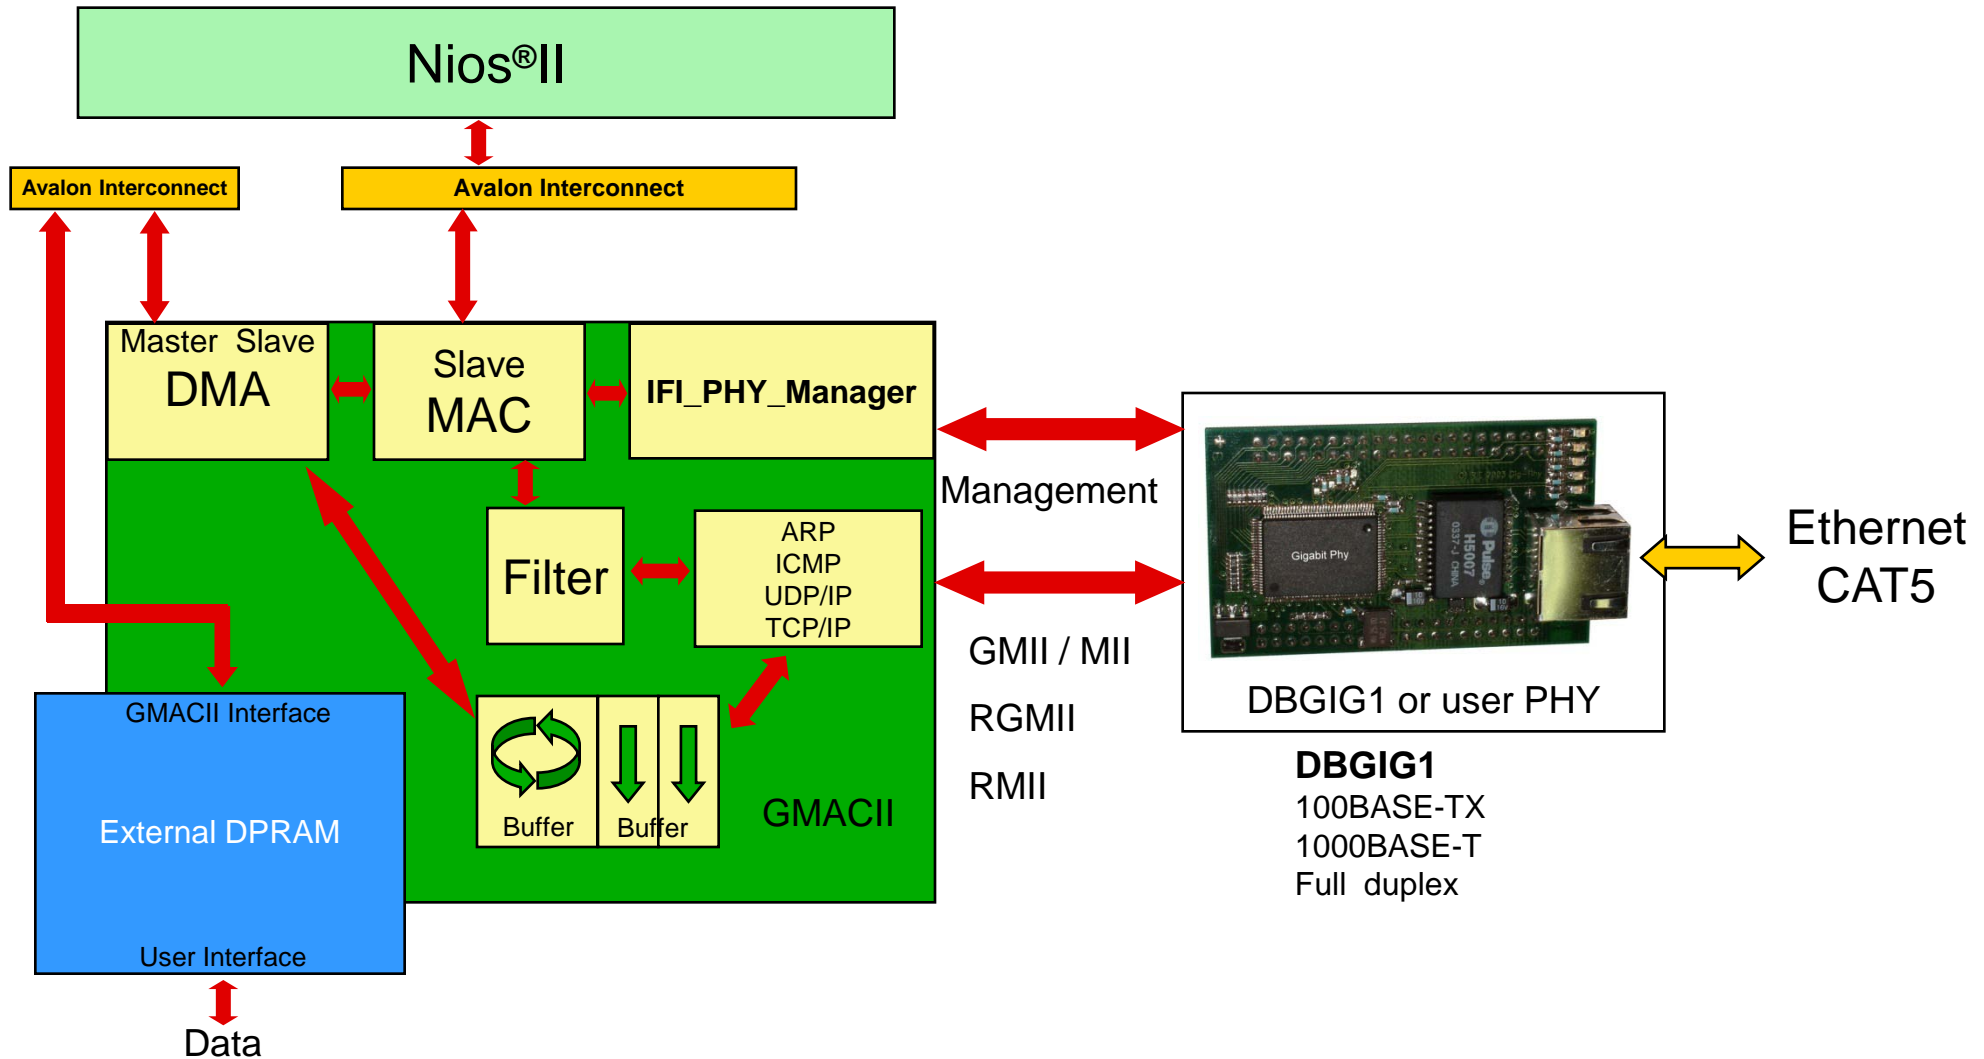 Nios®II
Avalon Interconnect
Avalon Interconnect
Master Slave
DMA
Slave
MAC
IFI_PHY_Manager
Management
Filter
ARP
ICMP
UDP/IP
TCP/IP
GMII / MII
RGMII
RMII
Gigabit Phy
Pulse
H5007
0337-J CHINA
Ethernet
CAT5
DBGIG1 or user PHY
DBGIG1
100BASE-TX
1000BASE-T
Full duplex
GMACII Interface
External DPRAM
User Interface
Buffer
Buffer
GMACII
Data